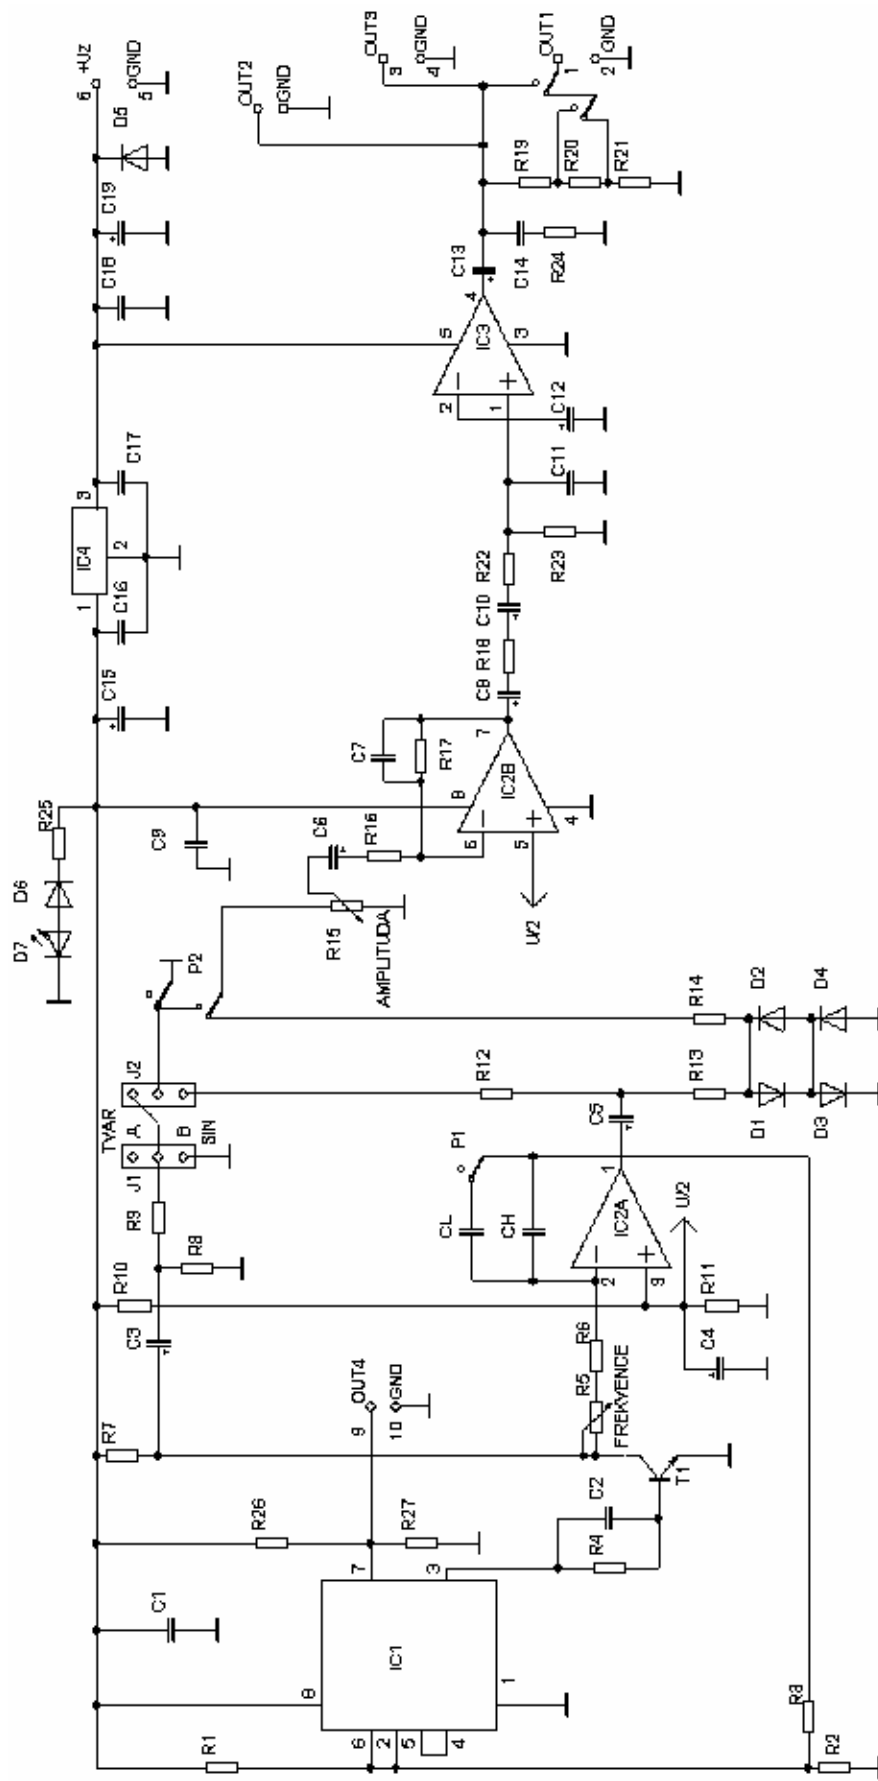 D7
D6
R25
6 +Uz
GND
5
D5
C19
C18
IC4
1
2
3
C16
C17
C15
C9
OUT2
GND
OUT3
3
GND
4
OUT1
1
GND
2
R19
R20
R21
C13
C14
R24
4
5
IC3
3
2
1
C12
C11
R23
R22
C10
R18
C8
7
C7
R17
IC2B
8
6
5
4
U/2
C6
R16
R15
AMPLITUDA
P2
TVAR
J2
A
J1
B
SIN
R9
R8
R10
C3
R7
R12
R14
R13
D2
D4
D1
D3
C5
P1
CL
CH
1
IC2A
2
3
U/2
R11
C4
R6
R5
FREKVENCE
OUT4
9
10 GND
R26
R27
C2
R4
T1
C1
IC1
7
3
8
1
6
2
5
4
R1
R3
R2